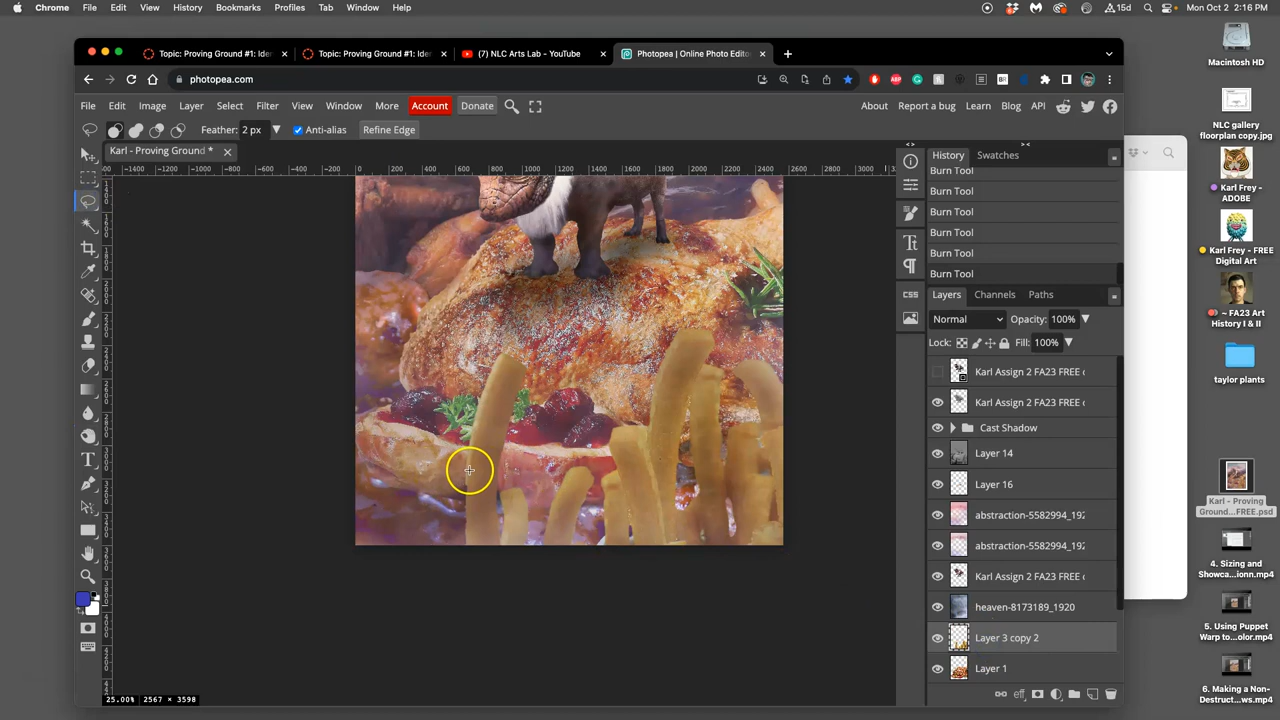 Chrome File Edit View History Bookmarks Profiles Tab Window Help 15d Mon Oct 2 2:16 PM
Topic: Proving Ground #1: Ide Topic: Proving Ground #1: Ide (7) NLC Arts Lab - YouTube Photopea | Online Photo Edito
photopea.com
File Edit Image Layer Select Filter View Window More Account Donate About Report a bug Learn Blog API
Feather: 2 px Anti-alias Refine Edge
Karl - Proving Ground *
History Swatches
Burn Tool
Burn Tool
Burn Tool
Burn Tool
Burn Tool
Burn Tool
CSS
Layers Channels Paths
Normal Opacity: 100%
Lock: Fill: 100%
Karl Assign 2 FA23 FREE
Karl Assign 2 FA23 FREE
Cast Shadow
Layer 14
Layer 16
abstraction-5582994_192
abstraction-5582994_192
Karl Assign 2 FA23 FREE
heaven-8173189_1920
Layer 3 copy 2
Layer 1
25.00% 2567 × 3598
Macintosh HD
NLC gallery
floorplan copy.jpg
Karl Frey -
ADOBE
Karl Frey - FREE
Digital Art
~ FA23 Art
History I & II
taylor plants
Karl - Proving
Ground...FREE.psd
4. Sizing and
Showca...ionn.mp4
5. Using Puppet
Warp to...olor.mp4
6. Making a Non-
Destruct...ws.mp4